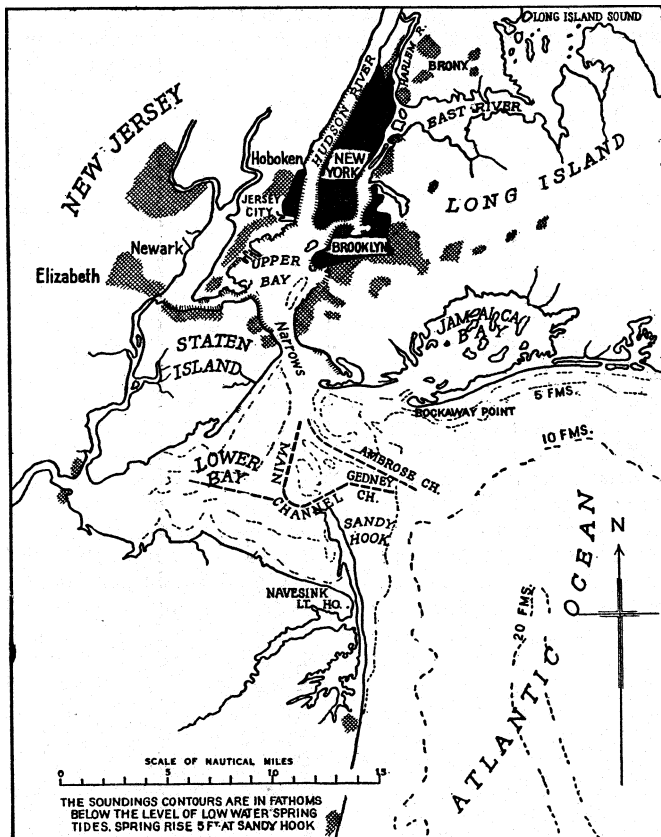 LONG ISLAND SOUND
HARLEM R.
BRONX
HUDSON RIVER
EAST RIVER
NEW JERSEY
Hoboken
NEW
YORK
LONG ISLAND
JERSEY
CITY
Newark
BROOKLYN
UPPER
BAY
Elizabeth
JAMAICA
BAY
Narrows
STATEN
ISLAND
5 FMS.
ROCKAWAY POINT
10 FMS.
MAIN
CHANNEL
AMBROSE CH.
LOWER
BAY
GEDNEY
CH.
SANDY
HOOK
N
ATLANTIC
OCEAN
NAVESINK
LT. HO.
20 FMS.
SCALE OF NAUTICAL MILES
0 5 10 15
THE SOUNDINGS CONTOURS ARE IN FATHOMS
BELOW THE LEVEL OF LOW WATER SPRING
TIDES. SPRING RISE 5 FT. AT SANDY HOOK